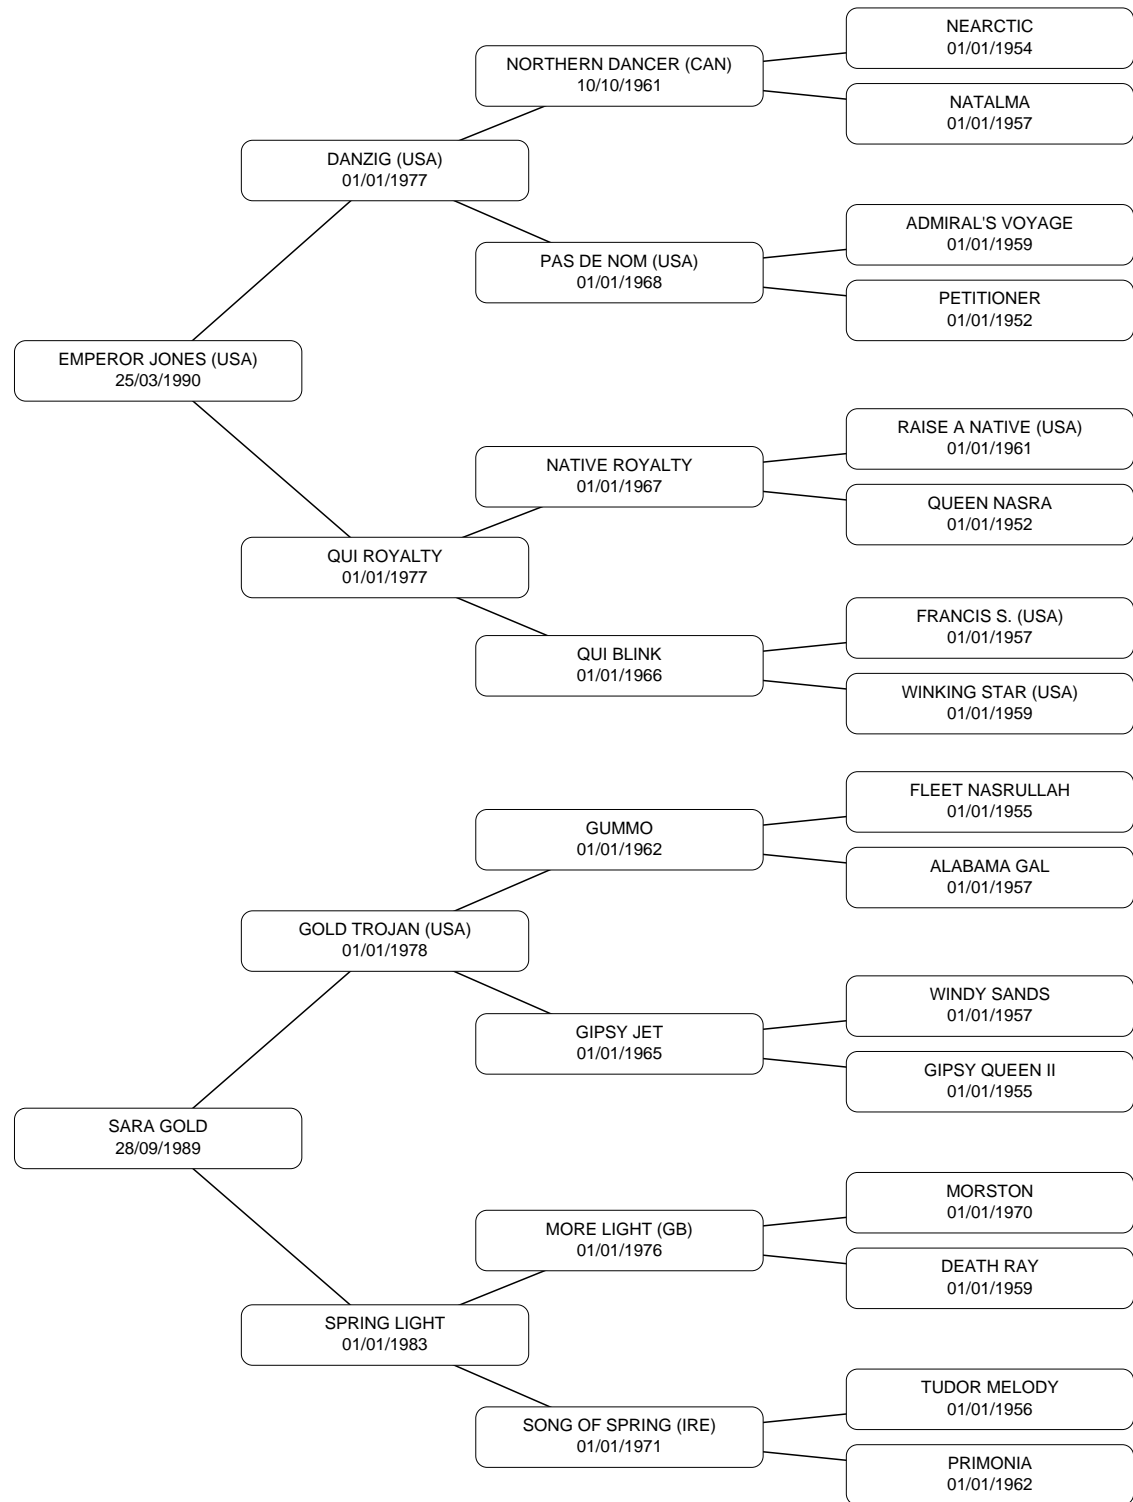 NEARCTIC
01/01/1954
NORTHERN DANCER (CAN)
10/10/1961
NATALMA
01/01/1957
DANZIG (USA)
01/01/1977
ADMIRAL'S VOYAGE
01/01/1959
PAS DE NOM (USA)
01/01/1968
PETITIONER
01/01/1952
EMPEROR JONES (USA)
25/03/1990
RAISE A NATIVE (USA)
01/01/1961
NATIVE ROYALTY
01/01/1967
QUEEN NASRA
01/01/1952
QUI ROYALTY
01/01/1977
FRANCIS S. (USA)
01/01/1957
QUI BLINK
01/01/1966
WINKING STAR (USA)
01/01/1959
FLEET NASRULLAH
01/01/1955
GUMMO
01/01/1962
ALABAMA GAL
01/01/1957
GOLD TROJAN (USA)
01/01/1978
WINDY SANDS
01/01/1957
GIPSY JET
01/01/1965
GIPSY QUEEN II
01/01/1955
SARA GOLD
28/09/1989
MORSTON
01/01/1970
MORE LIGHT (GB)
01/01/1976
DEATH RAY
01/01/1959
SPRING LIGHT
01/01/1983
TUDOR MELODY
01/01/1956
SONG OF SPRING (IRE)
01/01/1971
PRIMONIA
01/01/1962